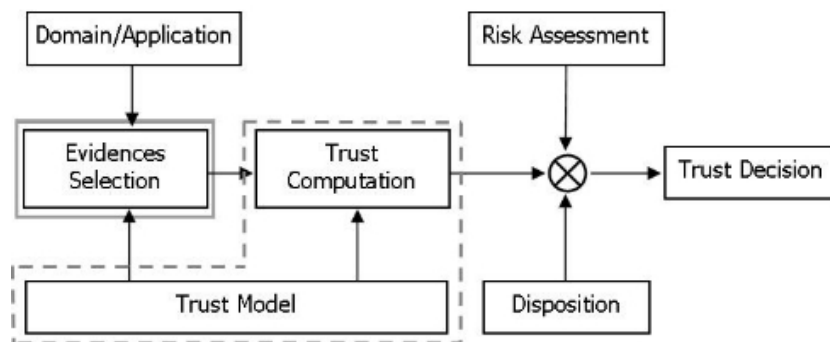 Domain/Application
Risk Assessment
Evidences
Selection
Trust
Computation
Trust Decision
Trust Model
Disposition